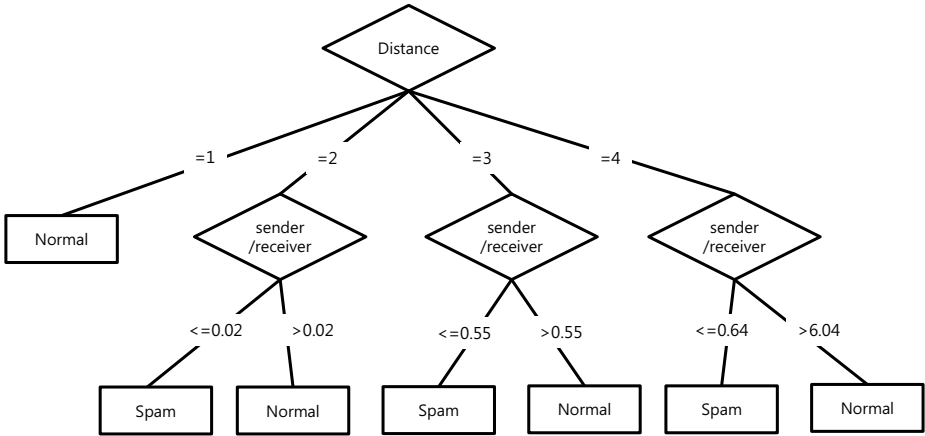 Distance
=1
=2
=3
=4
Normal
sender
/receiver
sender
/receiver
sender
/receiver
<=0.02
>0.02
<=0.55
>0.55
<=0.64
>6.04
Spam
Normal
Spam
Normal
Spam
Normal